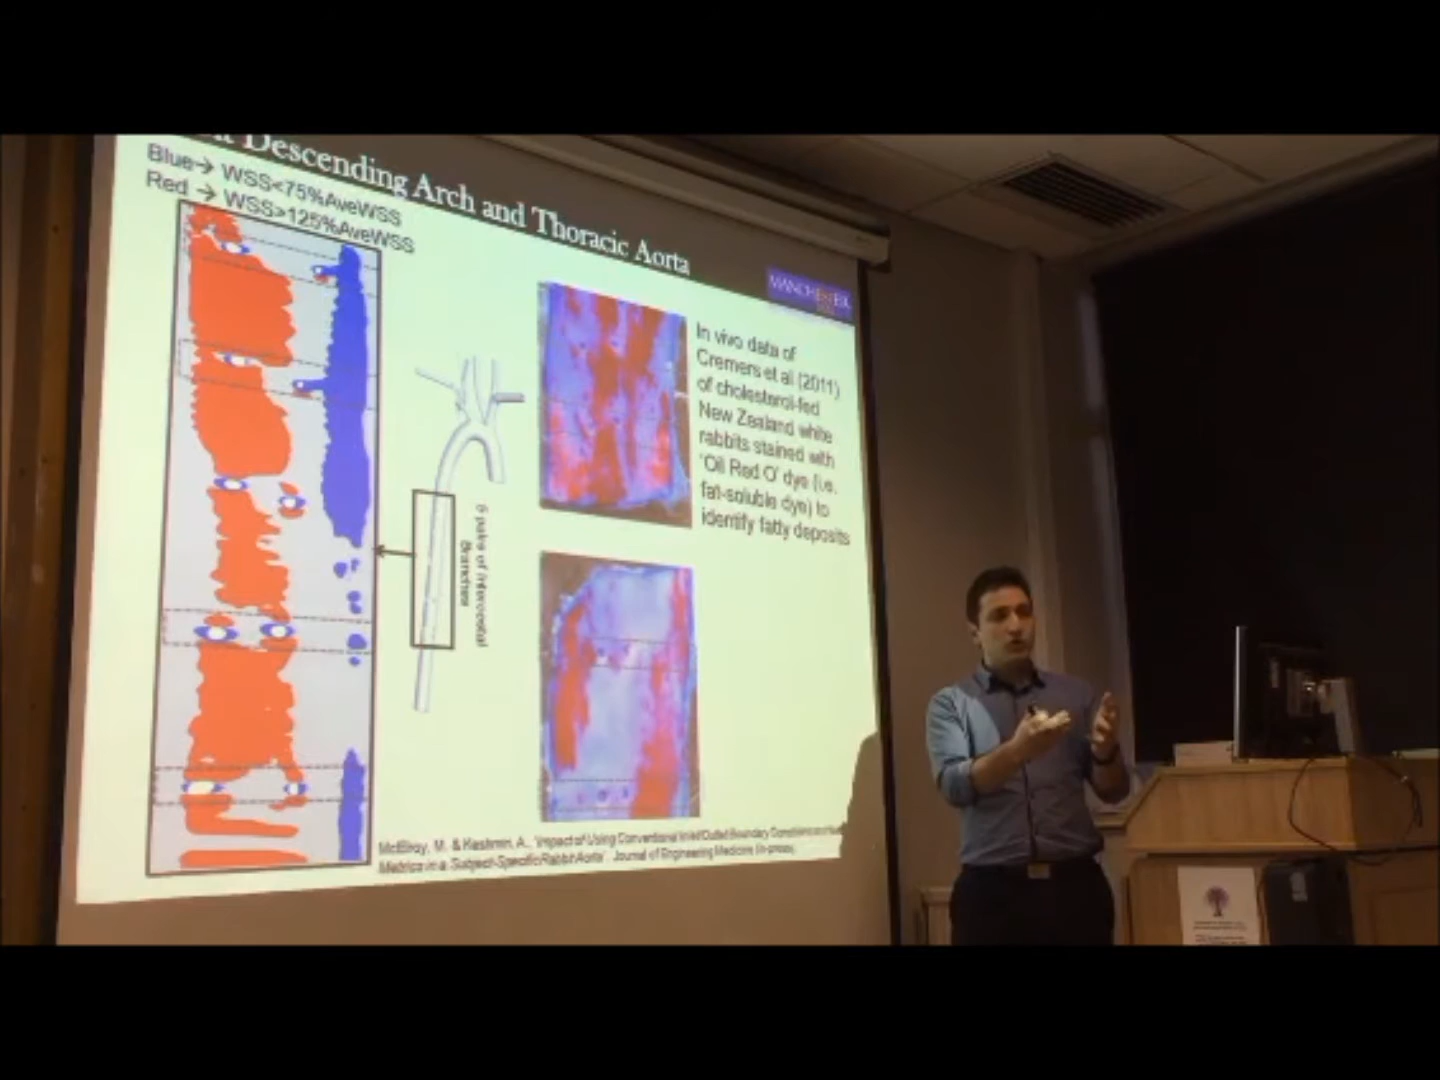 Descending Arch and Thoracic Aorta
Blue→ WSS<75%AveWSS
Red → WSS>125%AveWSS
MANCHESTER
In vivo data of
Cremers et al (2011)
of cholesterol-fed
New Zealand white
rabbits stained with
'Oil Red O' dye (i.e.
fat-soluble dye) to
identify fatty deposits
6 pairs of Intercostal
Branches
McElroy, M. & Keshmiri, A., 'Impact of Using Conventional Inlet/Outlet Boundary Conditions
Metrics in a Subject-Specific Rabbit Aorta'. Journal of Engineering Medicine (in-press)